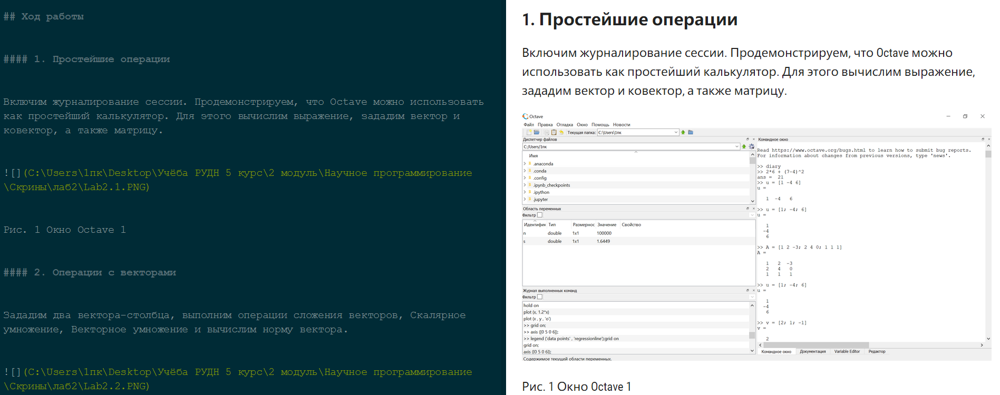 ## Ход работы
#### 1. Простейшие операции
Включим журналирование сессии. Продемонстрируем, что Octave можно использовать
как простейший калькулятор. Для этого вычислим выражение, зададим вектор и
ковектор, а также матрицу.
![](C:\Users\1пк\Desktop\Учёба РУДН 5 курс\2 модуль\Научное программирование
\Скрины\лаб2\Lab2.1.PNG)
Рис. 1 Окно Octave 1
#### 2. Операции с векторами
Зададим два вектора-столбца, выполним операции сложения векторов, Скалярное
умножение, Векторное умножение и вычислим норму вектора.
![](C:\Users\1пк\Desktop\Учёба РУДН 5 курс\2 модуль\Научное программирование
\Скрины\лаб2\Lab2.2.PNG)
1. Простейшие операции
Включим журналирование сессии. Продемонстрируем, что Octave можно
использовать как простейший калькулятор. Для этого вычислим выражение,
зададим вектор и ковектор, а также матрицу.
Octave
Файл Правка Отладка Окно Помощь Новости
Текущая папка: C:\Users\1пк
Диспетчер файлов
C:/Users/1пк
Имя
.anaconda
.conda
.config
.ipynb_checkpoints
.ipython
.jupyter
Область переменных
Фильтр
Идентифик Тип Размернос Значение Свойство
n double 1x1 100000
s double 1x1 1.6449
Журнал выполненных команд
Фильтр
hold on
plot (x, 1.2*x)
plot (x , y , 'o')
>> grid on;
>> axis ([0 5 0 6]);
>> legend ('data points' , 'regressionline');grid on
grid on;
axis ([0 5 0 6]);
Содержимое текущей области переменных.
Командное окно
Read https://www.octave.org/bugs.html to learn how to submit bug reports.
For information about changes from previous versions, type 'news'.
>> diary
>> 2*6 + (7-4)^2
ans = 21
>> u = [1 -4 6]
u =
1 -4 6
>> u = [1; -4; 6]
u =
1
-4
6
>> A = [1 2 -3; 2 4 0; 1 1 1]
A =
1 2 -3
2 4 0
1 1 1
>> u = [1; -4; 6]
u =
1
-4
6
>> v = [2; 1; -1]
v =
2
Командное окно Документация Variable Editor Редактор
Рис. 1 Окно Octave 1